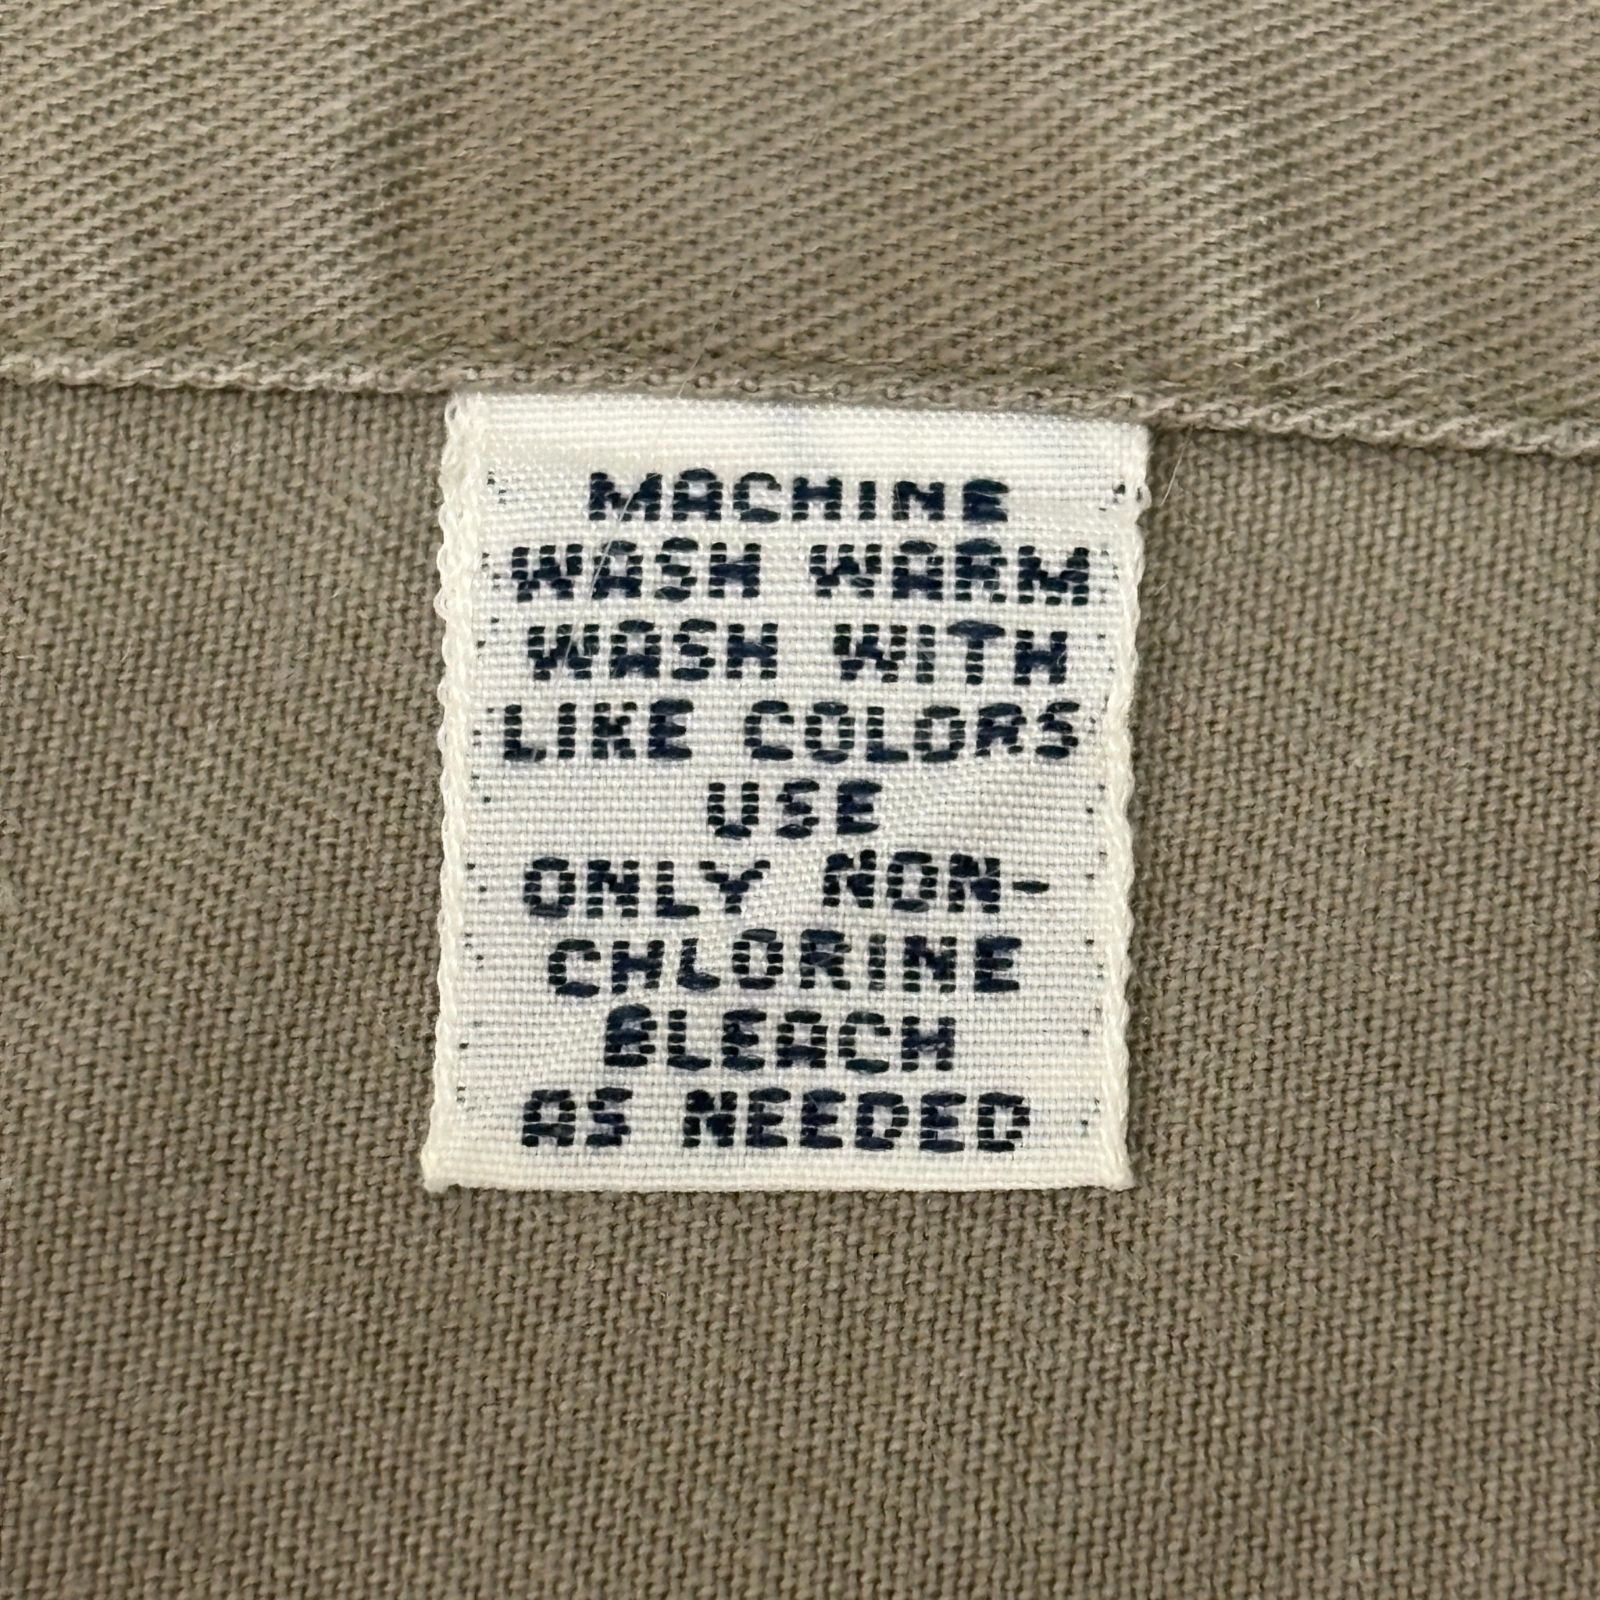 MACHINE
WASH WARM
WASH WITH
LIKE COLORS
USE
ONLY NON-
CHLORINE
BLEACH
AS NEEDED